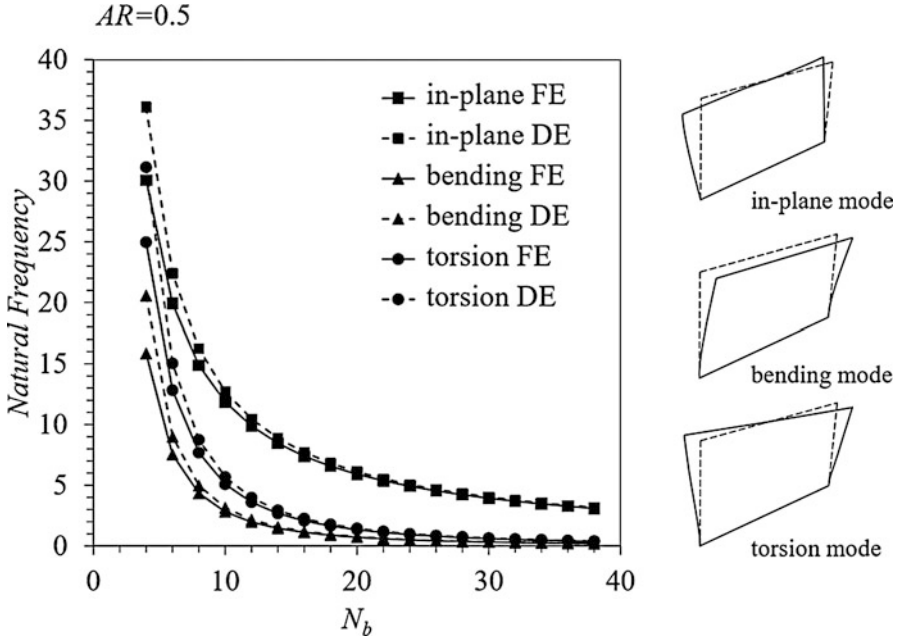 AR=0.5
40
35
30
25
20
15
10
5
0
Natural Frequency
in-plane FE
in-plane DE
bending FE
bending DE
torsion FE
torsion DE
0
10
20
30
40
N_b
in-plane mode
bending mode
torsion mode